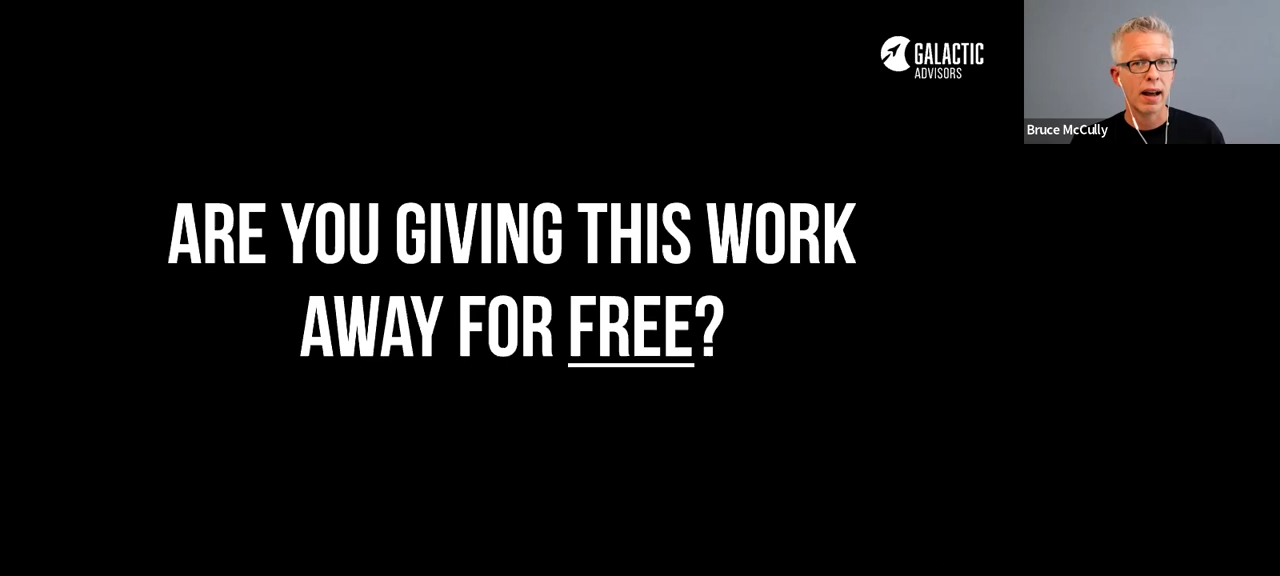 GALACTIC
ADVISORS
Bruce McCully
ARE YOU GIVING THIS WORK
AWAY FOR FREE?